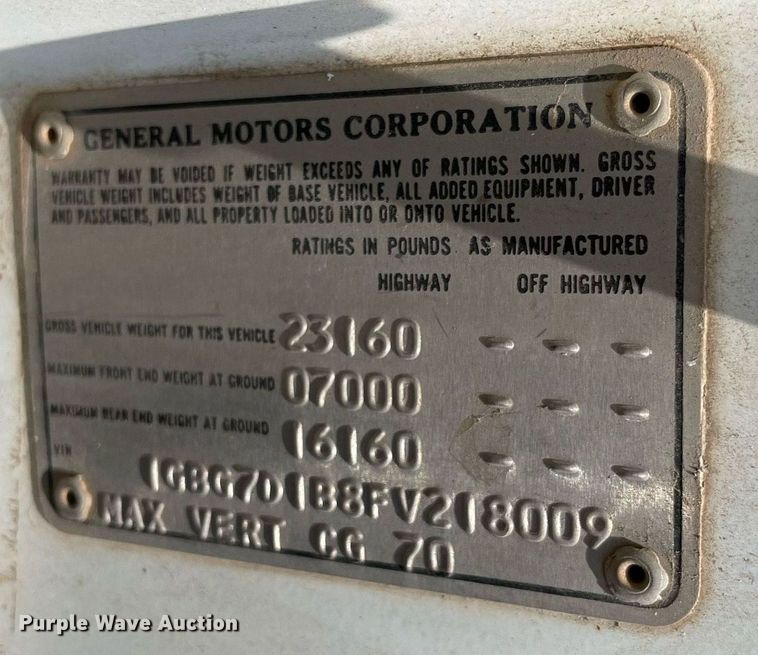 GENERAL MOTORS CORPORATION
WARRANTY MAY BE VOIDED IF WEIGHT EXCEEDS ANY OF RATINGS SHOWN. GROSS
VEHICLE WEIGHT INCLUDES WEIGHT OF BASE VEHICLE, ALL ADDED EQUIPMENT, DRIVER
AND PASSENGERS, AND ALL PROPERTY LOADED INTO OR ONTO VEHICLE.
RATINGS IN POUNDS AS MANUFACTURED
HIGHWAY OFF HIGHWAY
GROSS VEHICLE WEIGHT FOR THIS VEHICLE 23160 - - -
MAXIMUM FRONT END WEIGHT AT GROUND 07000 - - -
MAXIMUM REAR END WEIGHT AT GROUND 16160 - - -
VIN 1GBG7D1B8FV218009
MAX VERT CG 70
Purple Wave Auction